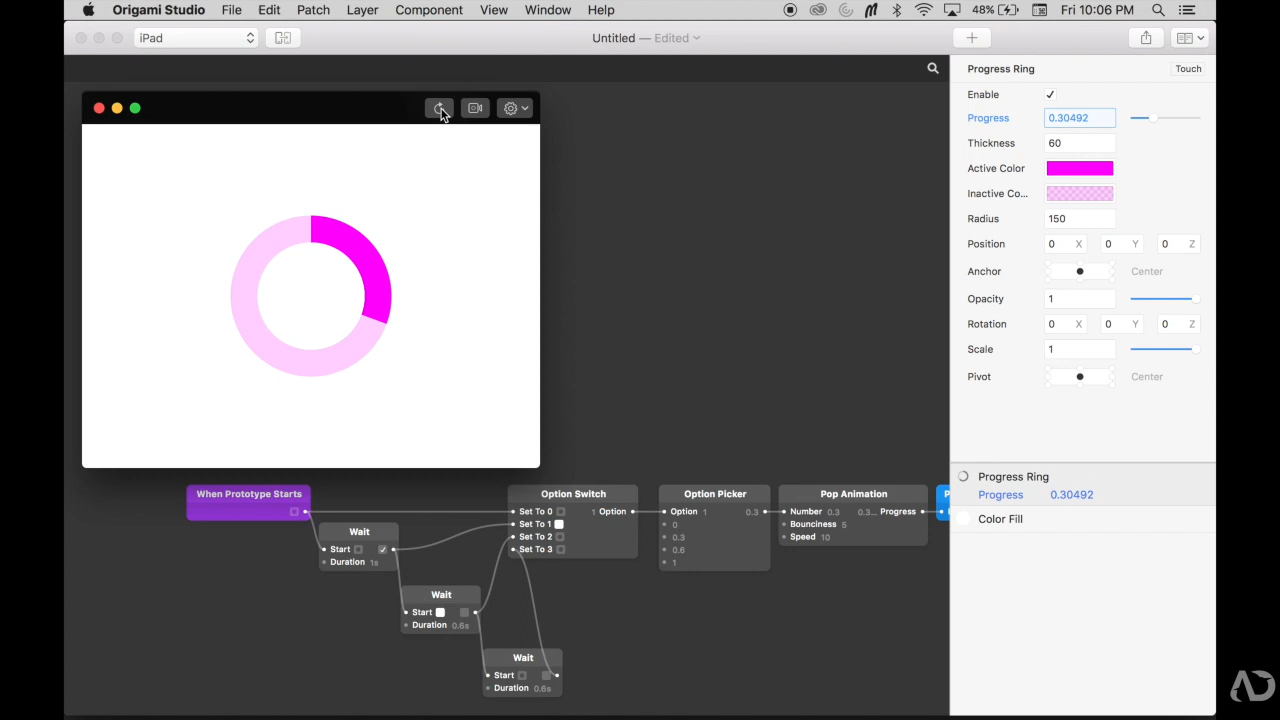 Origami Studio File Edit Patch Layer Component View Window Help 48% Fri 10:06 PM
iPad Untitled — Edited
Progress Ring Touch
Enable
Progress 0.30492
Thickness 60
Active Color
Inactive Co...
Radius 150
Position 0 X 0 Y 0 Z
Anchor Center
Opacity 1
Rotation 0 X 0 Y 0 Z
Scale 1
Pivot Center
Progress Ring
Progress 0.30492
Color Fill
When Prototype Starts
Wait
Start
Duration 1s
Wait
Start
Duration 0.6s
Wait
Start
Duration 0.6s
Option Switch
Set To 0 1 Option
Set To 1
Set To 2
Set To 3
Option Picker
Option 1 0.3
0
0.3
0.6
1
Pop Animation
Number 0.3 0.3... Progress
Bounciness 5
Speed 10
P
AD